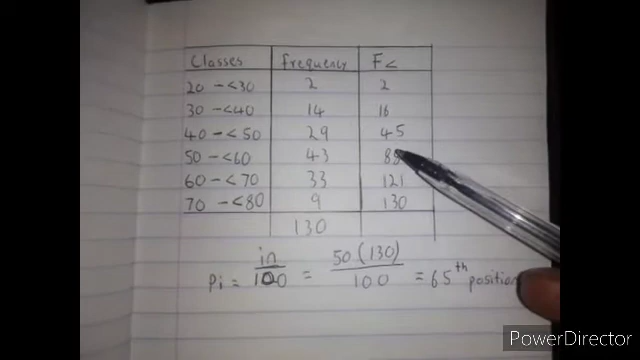 Classes frequency F<
20 -<30 2 2
30 -<40 14 16
40 -<50 29 45
50 -<60 43 88
60 -<70 33 121
70 -<80 9 130
130
Pi = in/100 = 50(130)/100 = 65th position
PowerDirector